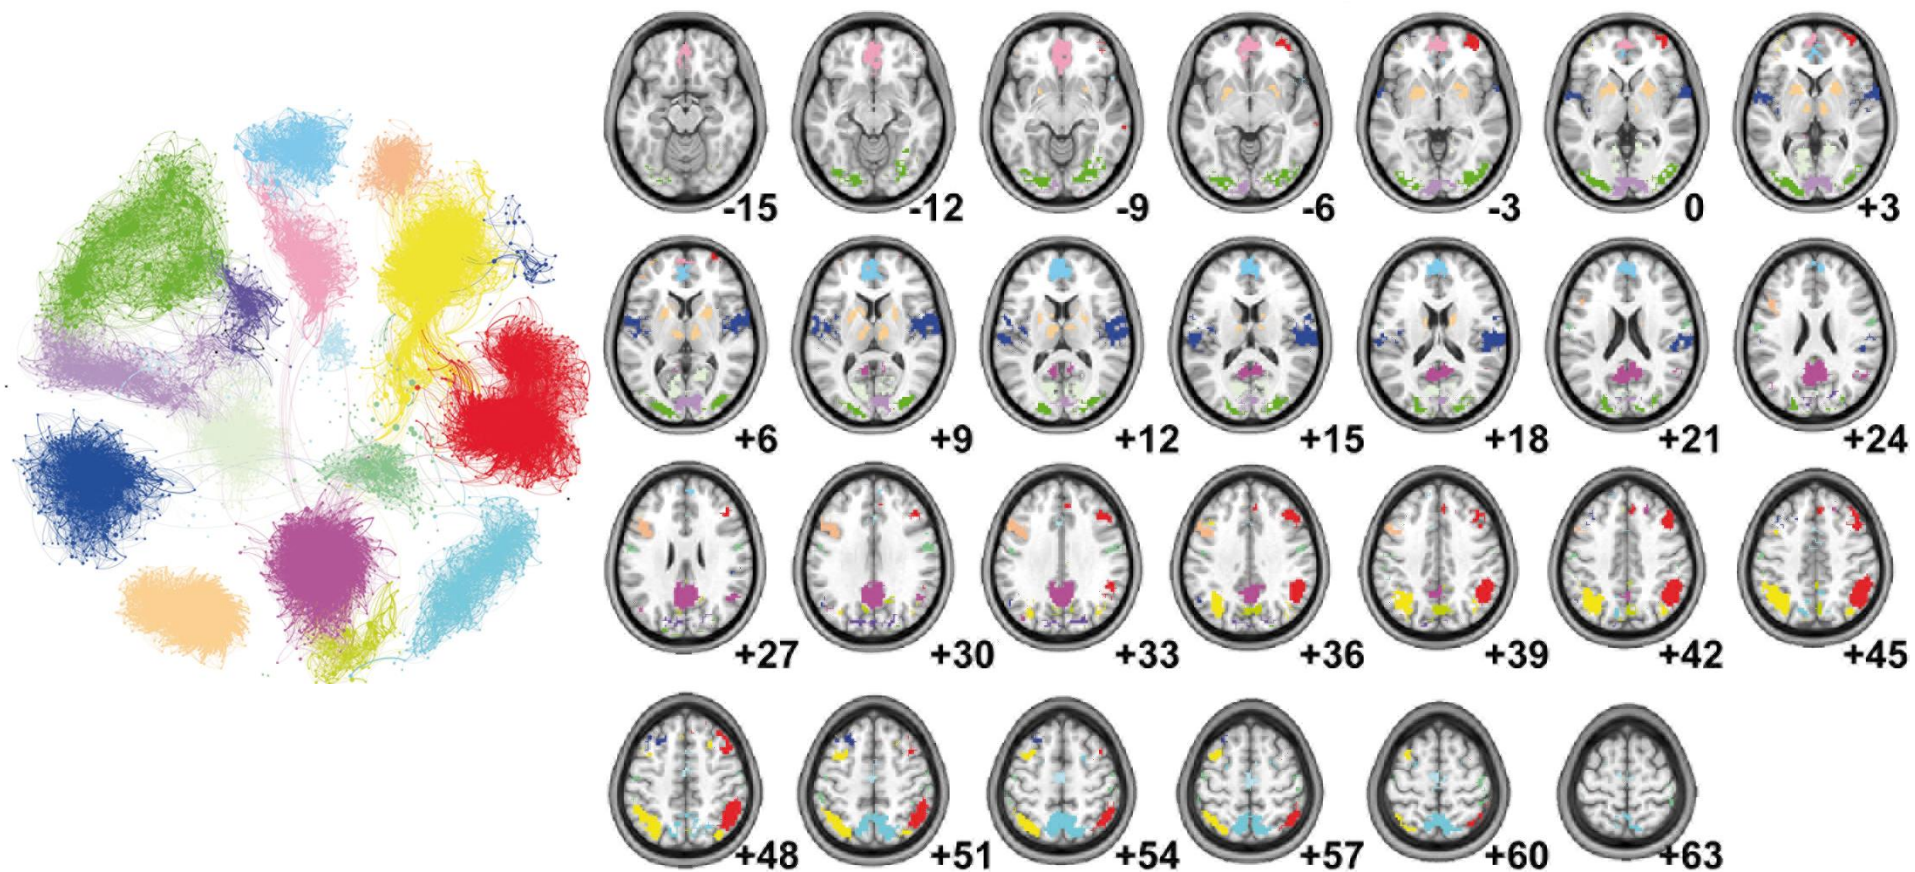 -15 -12 -9 -6 -3 0 +3
+6 +9 +12 +15 +18 +21 +24
+27 +30 +33 +36 +39 +42 +45
+48 +51 +54 +57 +60 +63